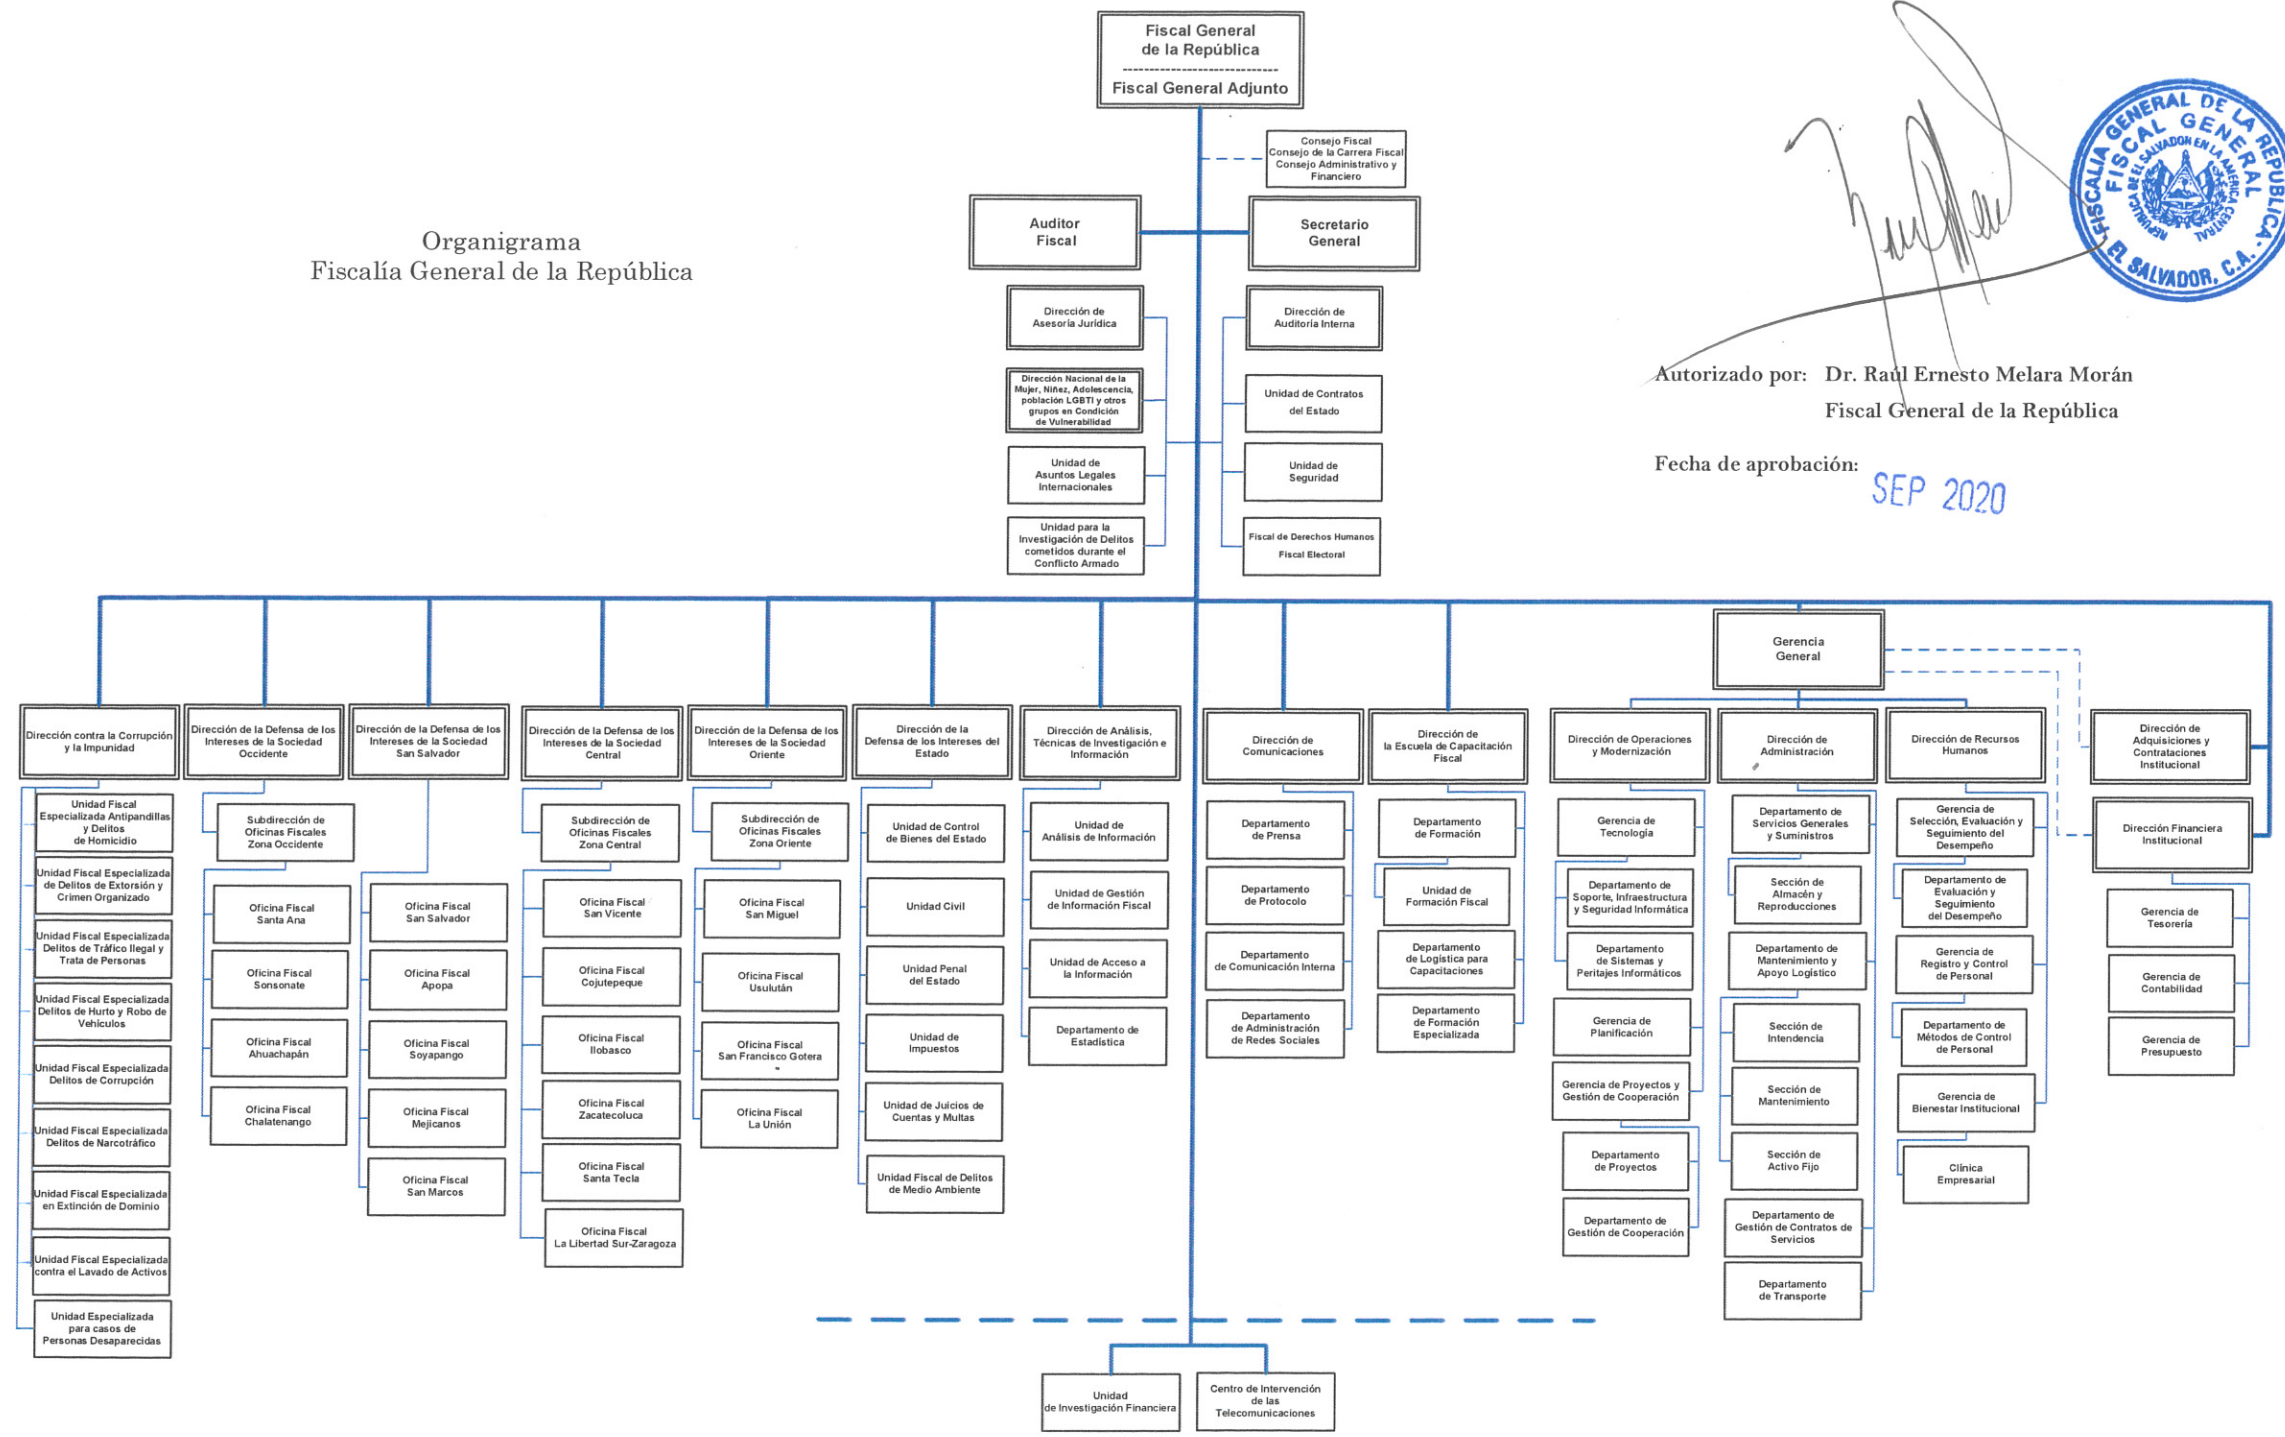 Fiscal General
de la República
Fiscal General Adjunto
Consejo Fiscal
Consejo de la Carrera Fiscal
Consejo Administrativo y
Financiero
Auditor
Fiscal
Secretario
General
Organigrama
Fiscalía General de la República
FISCALIA GENERAL DE LA REPUBLICA
FISCAL GENERAL
REPUBLICA DE EL SALVADOR EN LA AMERICA CENTRAL
EL SALVADOR, C.A.
Autorizado por: Dr. Raúl Ernesto Melara Morán
Fiscal General de la República
Fecha de aprobación:
SEP 2020
Dirección de
Asesoría Jurídica
Dirección Nacional de la
Mujer, Niñez, Adolescencia,
población LGBTI y otros
grupos en Condición
de Vulnerabilidad
Unidad de
Asuntos Legales
Internacionales
Unidad para la
Investigación de Delitos
cometidos durante el
Conflicto Armado
Dirección de
Auditoría Interna
Unidad de Contratos
del Estado
Unidad de
Seguridad
Fiscal de Derechos Humanos
Fiscal Electoral
Gerencia
General
Dirección contra la Corrupción
y la Impunidad
Unidad Fiscal
Especializada Antipandillas
y Delitos
de Homicidio
Unidad Fiscal Especializada
de Delitos de Extorsión y
Crimen Organizado
Unidad Fiscal Especializada
Delitos de Tráfico Ilegal y
Trata de Personas
Unidad Fiscal Especializada
Delitos de Hurto y Robo de
Vehículos
Unidad Fiscal Especializada
Delitos de Corrupción
Unidad Fiscal Especializada
Delitos de Narcotráfico
Unidad Fiscal Especializada
en Extinción de Dominio
Unidad Fiscal Especializada
contra el Lavado de Activos
Unidad Especializada
para casos de
Personas Desaparecidas
Dirección de la Defensa de los
Intereses de la Sociedad
Occidente
Subdirección de
Oficinas Fiscales
Zona Occidente
Oficina Fiscal
Santa Ana
Oficina Fiscal
Sonsonate
Oficina Fiscal
Ahuachapán
Oficina Fiscal
Chalatenango
Dirección de la Defensa de los
Intereses de la Sociedad
San Salvador
Oficina Fiscal
San Salvador
Oficina Fiscal
Apopa
Oficina Fiscal
Soyapango
Oficina Fiscal
Mejicanos
Oficina Fiscal
San Marcos
Dirección de la Defensa de los
Intereses de la Sociedad
Central
Subdirección de
Oficinas Fiscales
Zona Central
Oficina Fiscal
San Vicente
Oficina Fiscal
Cojutepeque
Oficina Fiscal
Ilobasco
Oficina Fiscal
Zacatecoluca
Oficina Fiscal
Santa Tecla
Oficina Fiscal
La Libertad Sur-Zaragoza
Dirección de la Defensa de los
Intereses de la Sociedad
Oriente
Subdirección de
Oficinas Fiscales
Zona Oriente
Oficina Fiscal
San Miguel
Oficina Fiscal
Usulután
Oficina Fiscal
San Francisco Gotera
Oficina Fiscal
La Unión
Dirección de la
Defensa de los Intereses del
Estado
Unidad de Control
de Bienes del Estado
Unidad Civil
Unidad Penal
del Estado
Unidad de
Impuestos
Unidad de Juicios de
Cuentas y Multas
Unidad Fiscal de Delitos
de Medio Ambiente
Dirección de Análisis,
Técnicas de Investigación e
Información
Unidad de
Análisis de Información
Unidad de Gestión
de Información Fiscal
Unidad de Acceso a
la Información
Departamento de
Estadística
Dirección de
Comunicaciones
Departamento
de Prensa
Departamento
de Protocolo
Departamento
de Comunicación Interna
Departamento
de Administración
de Redes Sociales
Dirección de
la Escuela de Capacitación
Fiscal
Departamento
de Formación
Unidad de
Formación Fiscal
Departamento
de Logística para
Capacitaciones
Departamento
de Formación
Especializada
Dirección de Operaciones
y Modernización
Gerencia de
Tecnología
Departamento de
Soporte, Infraestructura
y Seguridad Informática
Departamento
de Sistemas y
Peritajes Informáticos
Gerencia de
Planificación
Gerencia de Proyectos y
Gestión de Cooperación
Departamento
de Proyectos
Departamento de
Gestión de Cooperación
Dirección de
Administración
Departamento de
Servicios Generales
y Suministros
Sección de
Almacén y
Reproducciones
Departamento de
Mantenimiento y
Apoyo Logístico
Sección de
Intendencia
Sección de
Mantenimiento
Sección de
Activo Fijo
Departamento de
Gestión de Contratos de
Servicios
Departamento
de Transporte
Dirección de Recursos
Humanos
Gerencia de
Selección, Evaluación y
Seguimiento del
Desempeño
Departamento de
Evaluación y
Seguimiento
del Desempeño
Gerencia de
Registro y Control
de Personal
Departamento de
Métodos de Control
de Personal
Gerencia de
Bienestar Institucional
Clínica
Empresarial
Dirección de
Adquisiciones y
Contrataciones
Institucional
Dirección Financiera
Institucional
Gerencia de
Tesorería
Gerencia de
Contabilidad
Gerencia de
Presupuesto
Unidad
de Investigación Financiera
Centro de Intervención
de las
Telecomunicaciones